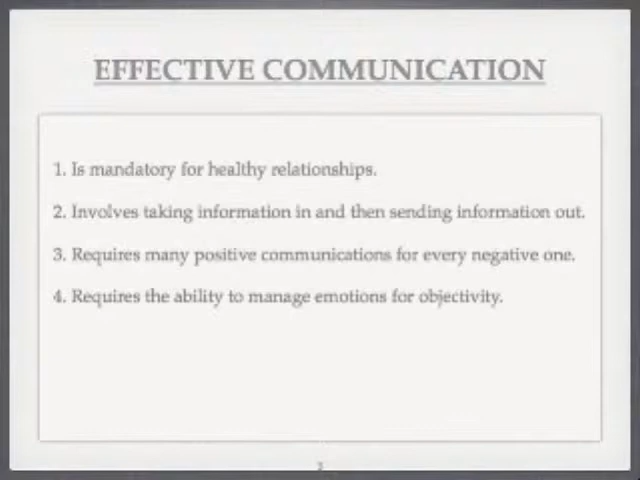 EFFECTIVE COMMUNICATION
1. Is mandatory for healthy relationships.
2. Involves taking information in and then sending information out.
3. Requires many positive communications for every negative one.
4. Requires the ability to manage emotions for objectivity.